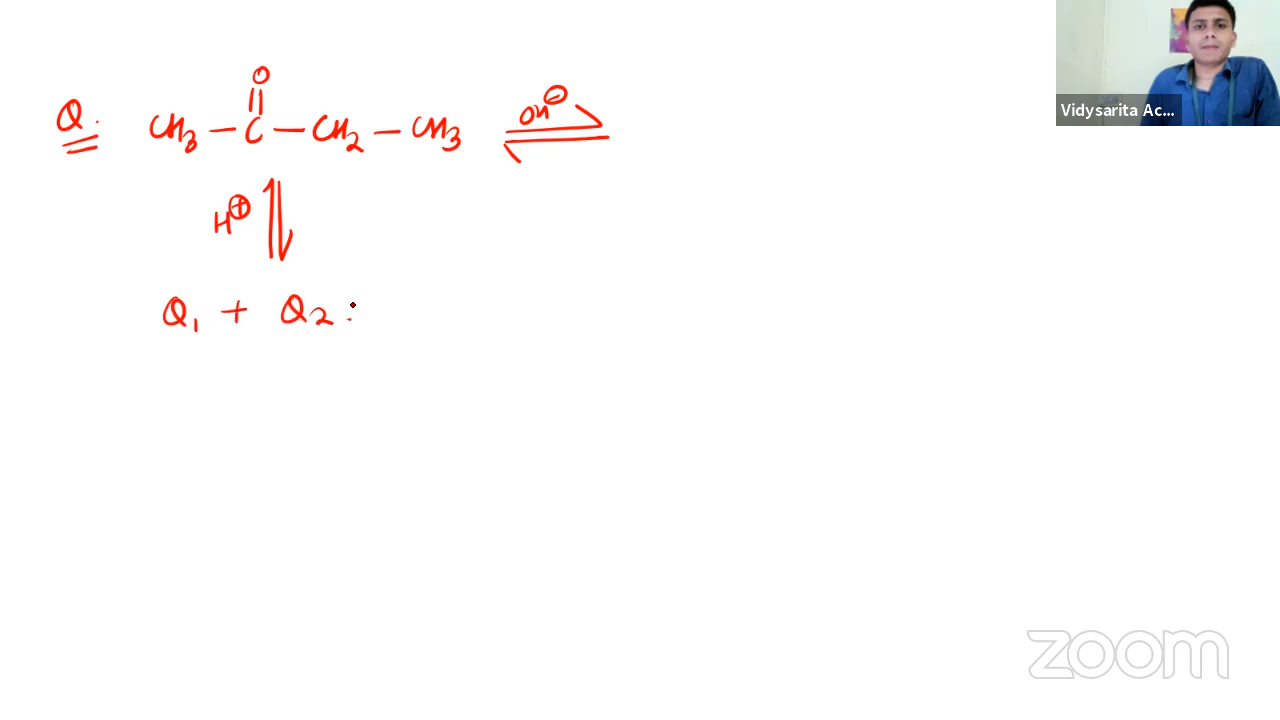 O
Q. CH3 – C – CH2 – CH3 OH⊖
H⊕
Q1 + Q2 :
Vidysarita Ac...
zoom